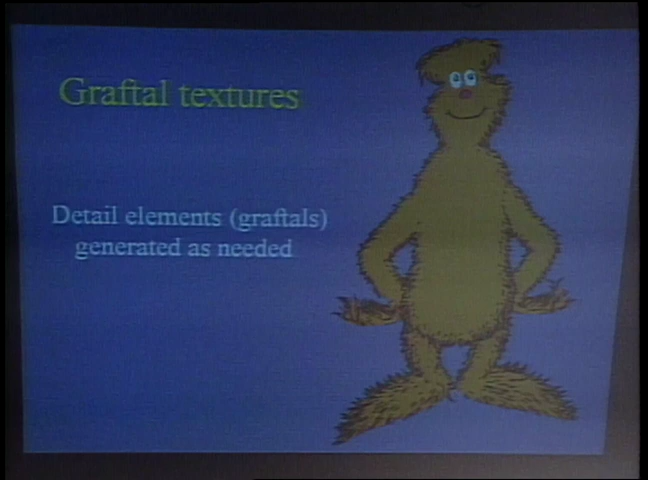 Graftal textures
Detail elements (graftals)
generated as needed